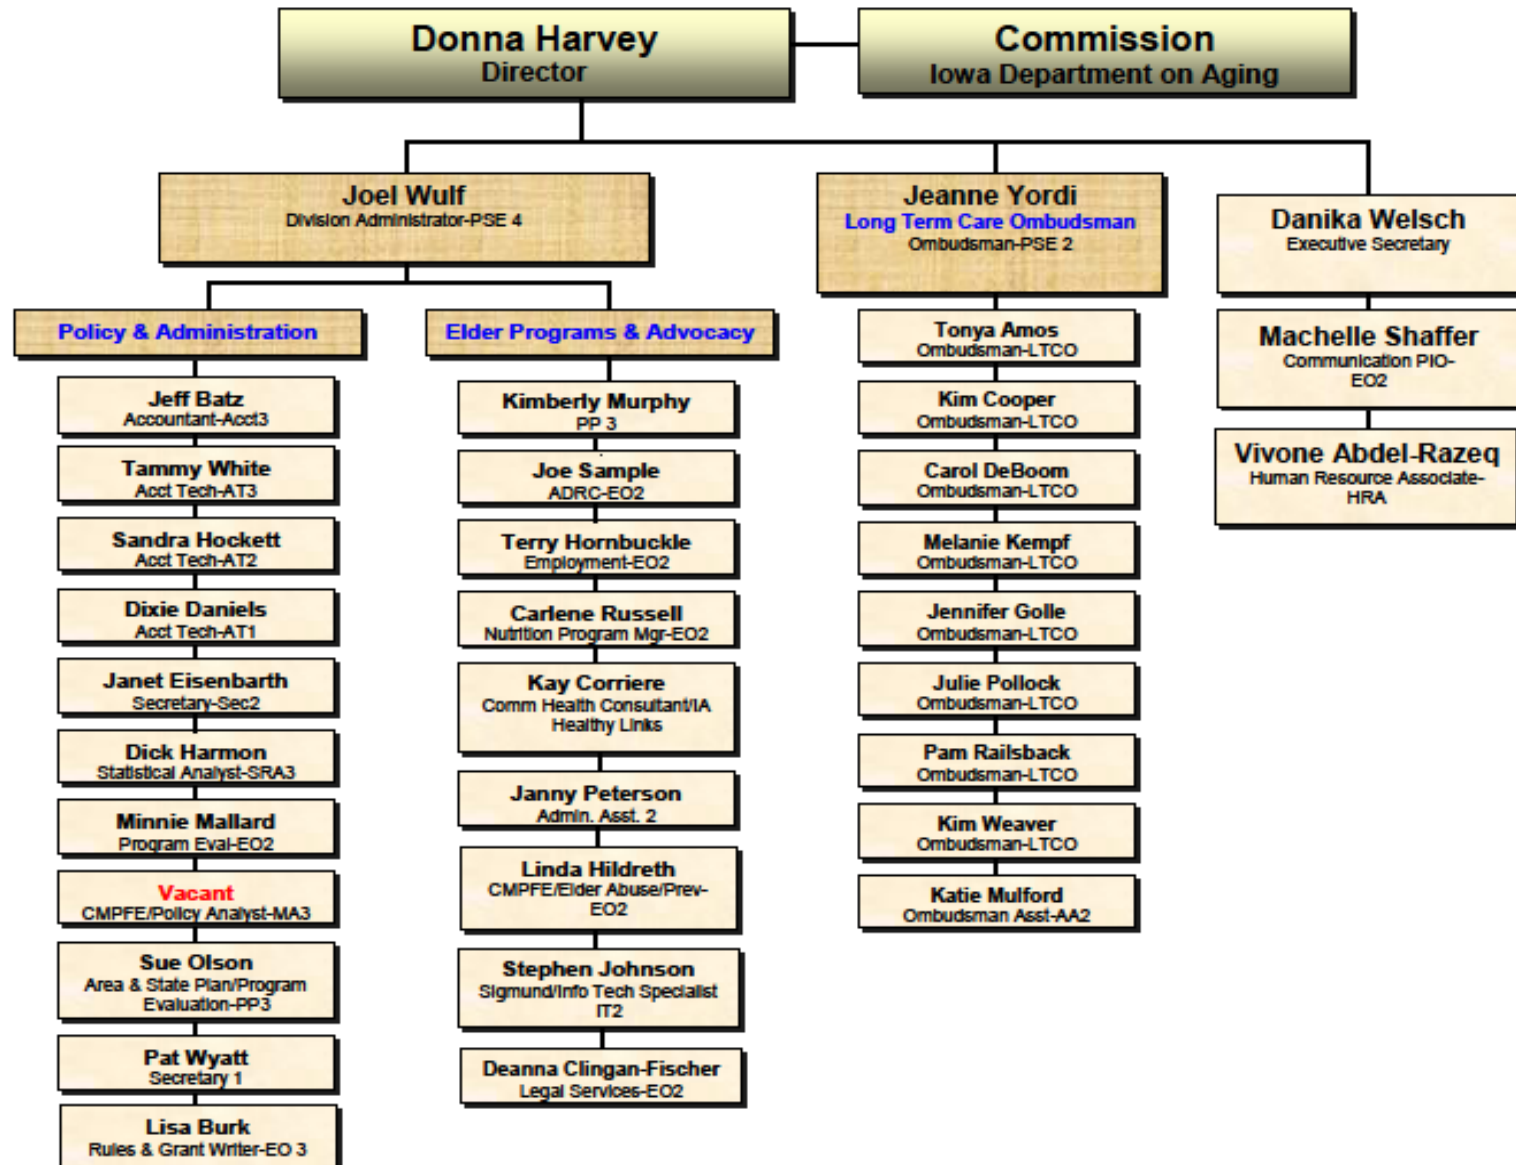 Donna Harvey
Director
Commission
Iowa Department on Aging
Joel Wulf
Division Administrator-PSE 4
Jeanne Yordi
Long Term Care Ombudsman
Ombudsman-PSE 2
Danika Welsch
Executive Secretary
Machelle Shaffer
Communication PIO-
EO2
Vivone Abdel-Razeq
Human Resource Associate-
HRA
Policy & Administration
Jeff Batz
Accountant-Acct3
Tammy White
Acct Tech-AT3
Sandra Hockett
Acct Tech-AT2
Dixie Daniels
Acct Tech-AT1
Janet Eisenbarth
Secretary-Sec2
Dick Harmon
Statistical Analyst-SRA3
Minnie Mallard
Program Eval-EO2
Vacant
CMPFE/Policy Analyst-MA3
Sue Olson
Area & State Plan/Program
Evaluation-PP3
Pat Wyatt
Secretary 1
Lisa Burk
Rules & Grant Writer-EO 3
Elder Programs & Advocacy
Kimberly Murphy
PP 3
Joe Sample
ADRC-EO2
Terry Hornbuckle
Employment-EO2
Carlene Russell
Nutrition Program Mgr-EO2
Kay Corriere
Comm Health Consultant/IA
Healthy Links
Janny Peterson
Admin. Asst. 2
Linda Hildreth
CMPFE/Elder Abuse/Prev-
EO2
Stephen Johnson
Sigmund/Info Tech Specialist
IT2
Deanna Clingan-Fischer
Legal Services-EO2
Tonya Amos
Ombudsman-LTCO
Kim Cooper
Ombudsman-LTCO
Carol DeBoom
Ombudsman-LTCO
Melanie Kempf
Ombudsman-LTCO
Jennifer Golle
Ombudsman-LTCO
Julie Pollock
Ombudsman-LTCO
Pam Railsback
Ombudsman-LTCO
Kim Weaver
Ombudsman-LTCO
Katie Mulford
Ombudsman Asst-AA2